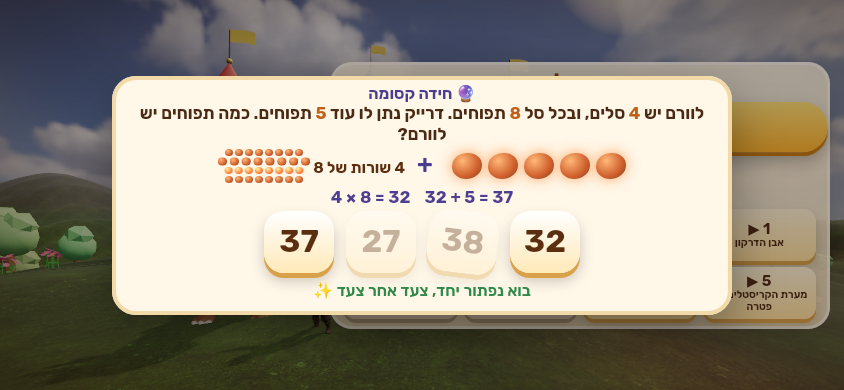 🔮 חידה קסומה
לוורם יש 4 סלים, ובכל סל 8 תפוחים. דרייק נתן לו עוד 5 תפוחים. כמה תפוחים יש
לוורם?
4 שורות של 8
+
4 × 8 = 32   32 + 5 = 37
37 27 38 32
בוא נפתור יחד, צעד אחר צעד ✨
1 ▶
אבן הדרקון
5 ▶
מערת הקריסטלים
פטרה